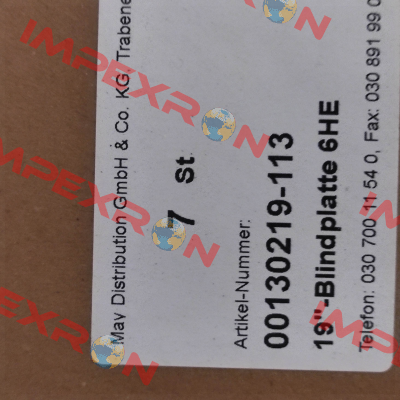 May Distribution GmbH & Co. KG, Trabene
7 St
Artikel-Nummer:
00130219-113
19"-Blindplatte 6HE
Telefon: 030 700 11 54 0, Fax: 030 891 99 0
IMPEXRON
IMPEXRON
IMPEXRON